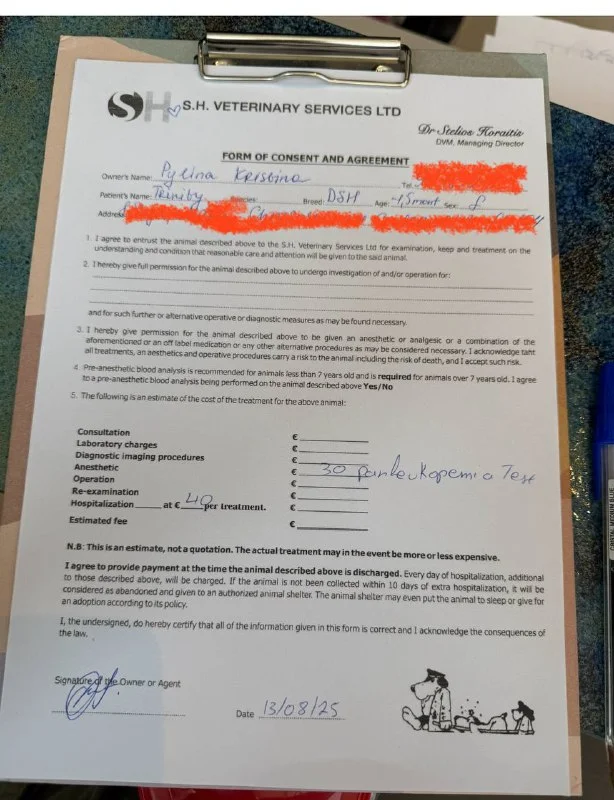 SH S.H. VETERINARY SERVICES LTD
Dr Stelios Koraitis
DVM, Managing Director
FORM OF CONSENT AND AGREEMENT
Owner's Name: Pylina Kristina Tel.
Patient's Name: Trinity Species: Breed: DSH Age: 1,5 mont Sex: f
Address
1. I agree to entrust the animal described above to the S.H. Veterinary Services Ltd for examination, keep and treatment on the
understanding and condition that reasonable care and attention will be given to the said animal.
2. I hereby give full permission for the animal described above to undergo investigation of and/or operation for:
and for such further or alternative operative or diagnostic measures as may be found necessary.
3. I hereby give permission for the animal described above to be given an anesthetic or analgesic or a combination of the
aforementioned or an off label medication or any other alternative procedures as may be considered necessary. I acknowledge taht
all treatments, an aesthetics and operative procedures carry a risk to the animal including the risk of death, and I accept such risk.
4. Pre-anesthetic blood analysis is recommended for animals less than 7 years old and is required for animals over 7 years old. I agree
to a pre-anesthetic blood analysis being performed on the animal described above Yes/No
5. The following is an estimate of the cost of the treatment for the above animal:
Consultation €
Laboratory charges €
Diagnostic imaging procedures €
Anesthetic € 30 panleukopemia Test
Operation €
Re-examination €
Hospitalization at € 40 per treatment. €
Estimated fee €
N.B: This is an estimate, not a quotation. The actual treatment may in the event be more or less expensive.
I agree to provide payment at the time the animal described above is discharged. Every day of hospitalization, additional
to those described above, will be charged. If the animal is not been collected within 10 days of extra hospitalization, it will be
considered as abandoned and given to an authorized animal shelter. The animal shelter may even put the animal to sleep or give for
an adoption according to its policy.
I, the undersigned, do hereby certify that all of the information given in this form is correct and I acknowledge the consequences of
the law.
Signature of the Owner or Agent
Date 13/08/25